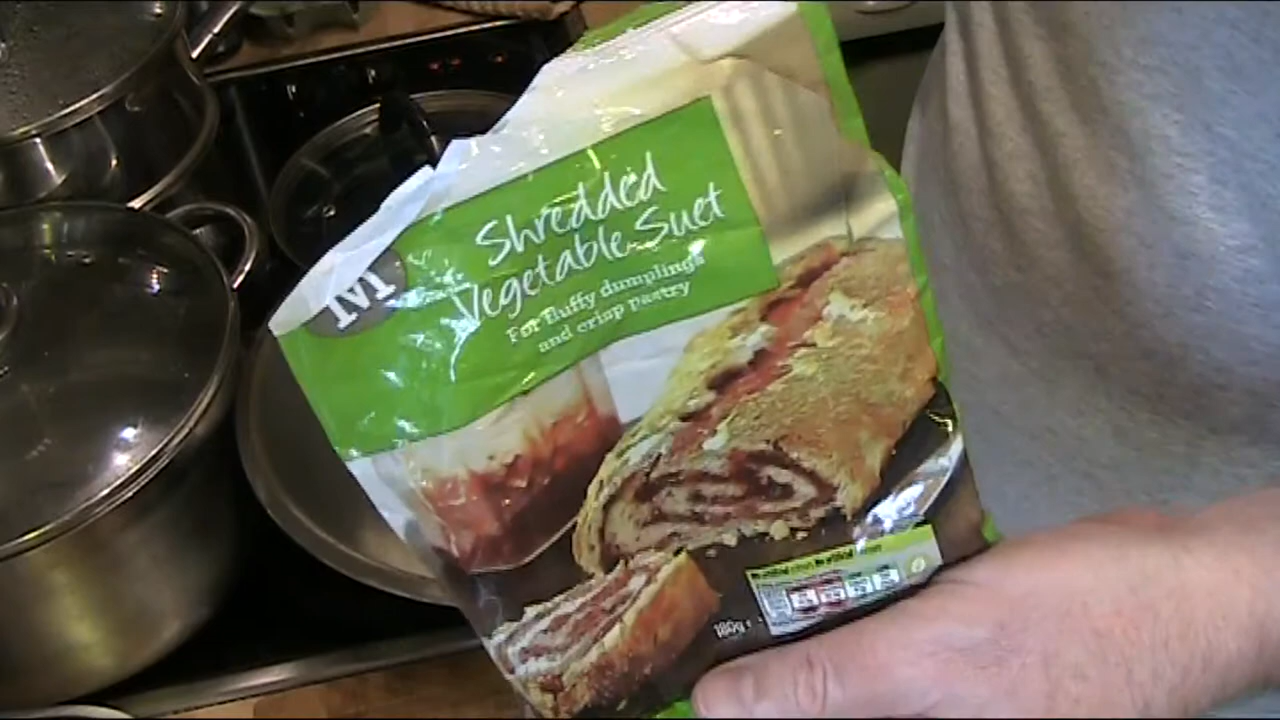 M
Shredded
Vegetable Suet
For fluffy dumplings
and crisp pastry
180g